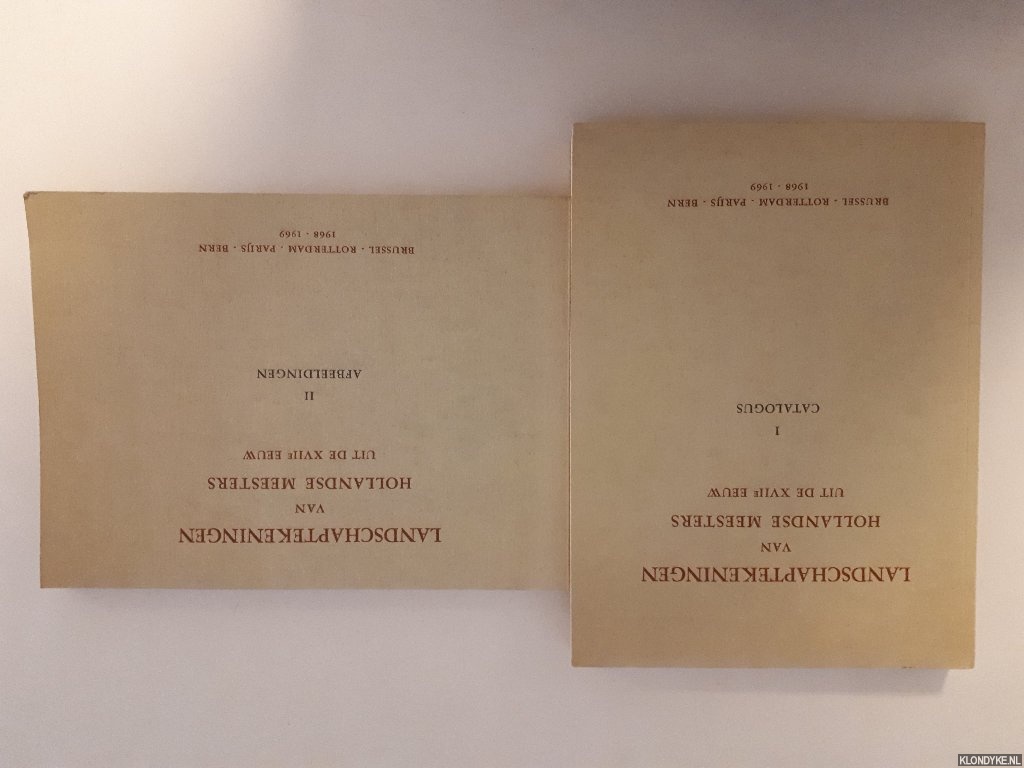 LANDSCHAPTEKENINGEN
VAN
HOLLANDSE MEESTERS
UIT DE XVIIE EEUW
I
CATALOGUS
BRUSSEL · ROTTERDAM · PARIJS · BERN
1968 · 1969
LANDSCHAPTEKENINGEN
VAN
HOLLANDSE MEESTERS
UIT DE XVIIE EEUW
II
AFBEELDINGEN
BRUSSEL · ROTTERDAM · PARIJS · BERN
1968 · 1969
KLONDYKE.NL